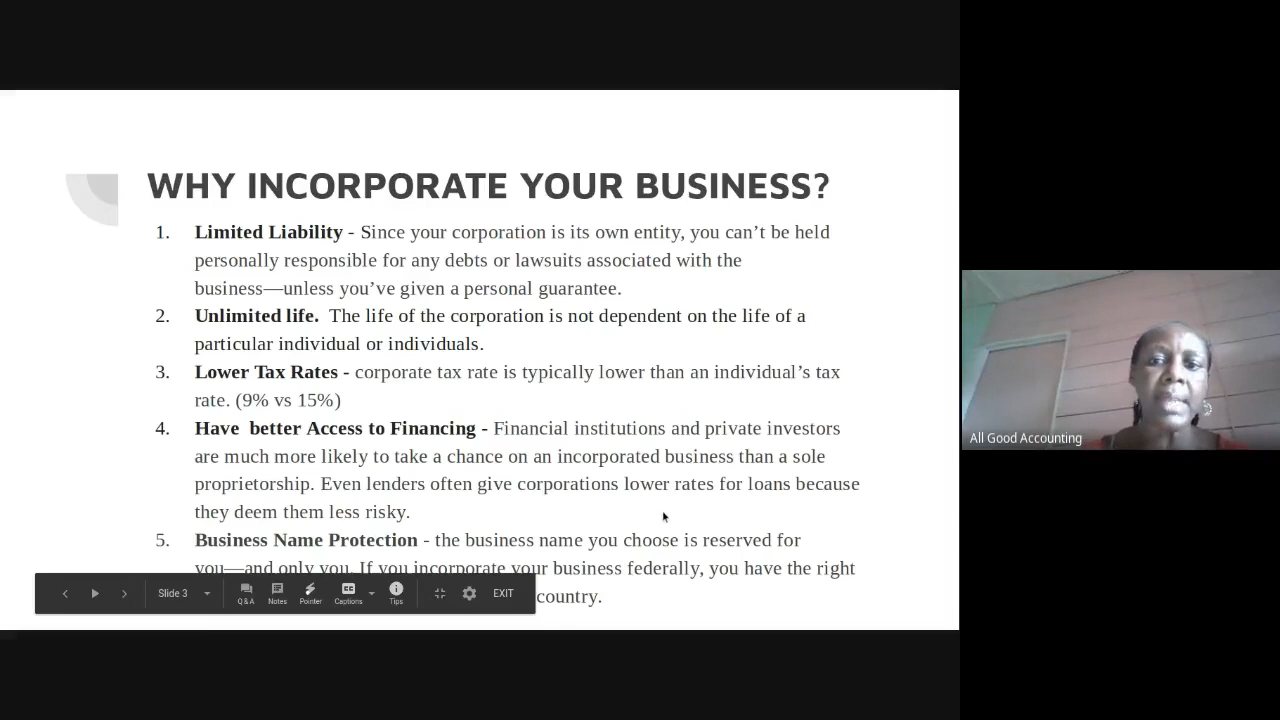 WHY INCORPORATE YOUR BUSINESS?
1. Limited Liability - Since your corporation is its own entity, you can’t be held
personally responsible for any debts or lawsuits associated with the
business—unless you’ve given a personal guarantee.
2. Unlimited life.  The life of the corporation is not dependent on the life of a
particular individual or individuals.
3. Lower Tax Rates - corporate tax rate is typically lower than an individual’s tax
rate. (9% vs 15%)
4. Have  better Access to Financing - Financial institutions and private investors
are much more likely to take a chance on an incorporated business than a sole
proprietorship. Even lenders often give corporations lower rates for loans because
they deem them less risky.
5. Business Name Protection - the business name you choose is reserved for
you—and only you. If you incorporate your business federally, you have the right
country.
Slide 3
Q & A
Notes
Pointer
CC
Captions
Tips
EXIT
All Good Accounting